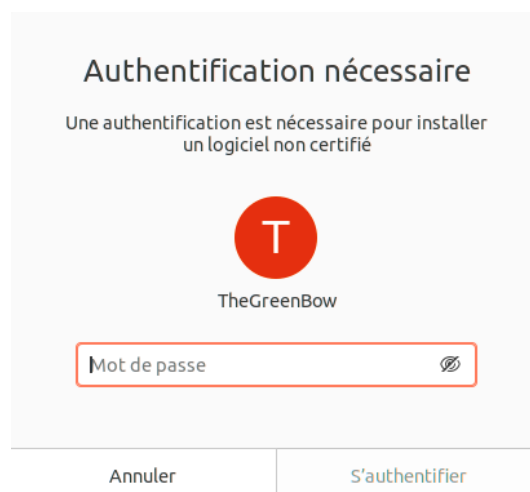 Authentification nécessaire
Une authentification est nécessaire pour installer
un logiciel non certifié
T
TheGreenBow
Mot de passe
Annuler
S’authentifier